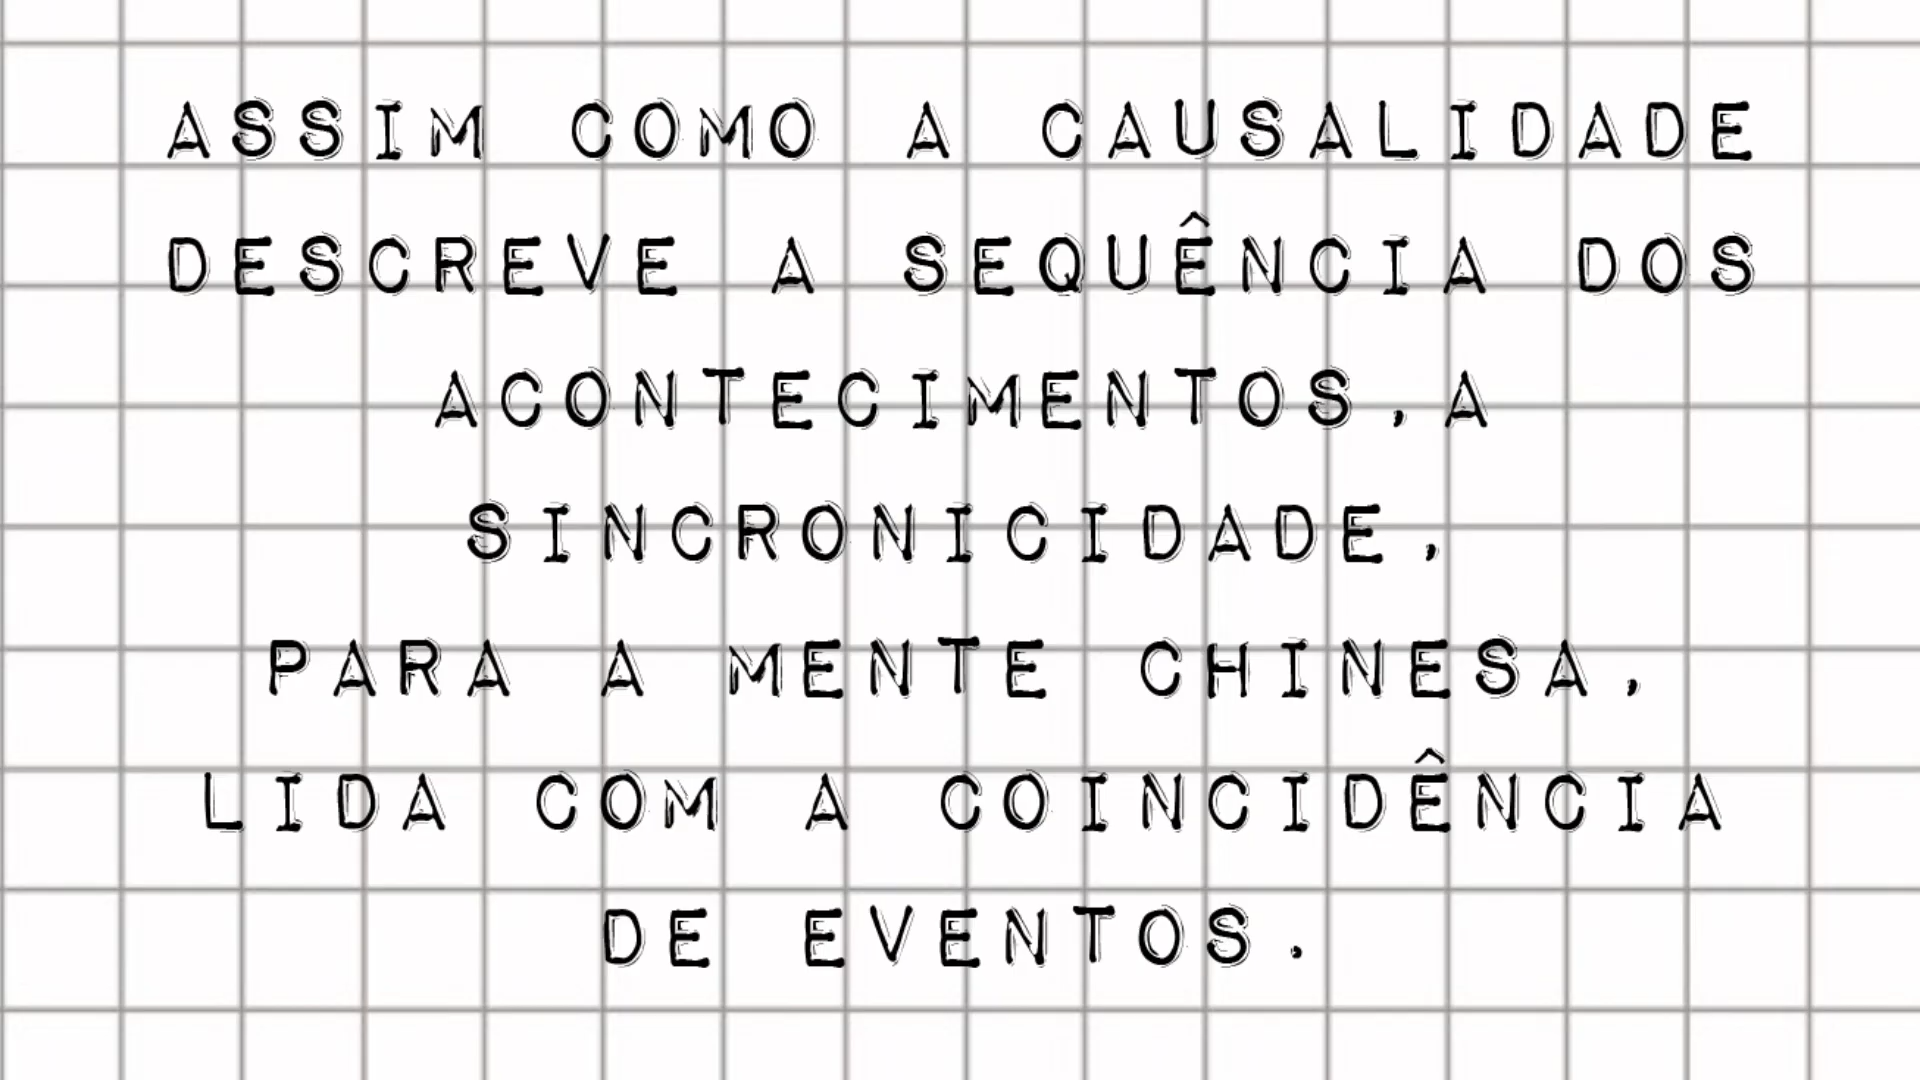 ASSIM COMO A CAUSALIDADE
DESCREVE A SEQUÊNCIA DOS
ACONTECIMENTOS,A
SINCRONICIDADE,
PARA A MENTE CHINESA,
LIDA COM A COINCIDÊNCIA
DE EVENTOS.